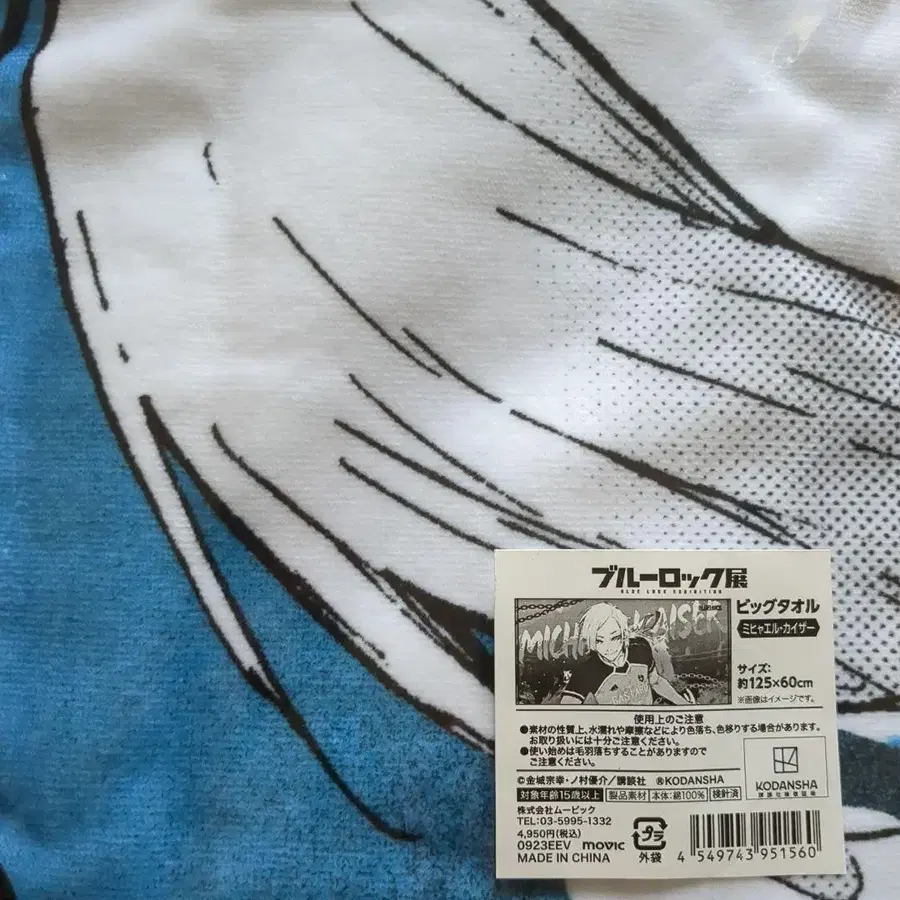 ブルーロック展
BLUE LOCK EXHIBITION
MICHAEL KAISER
BASTARD
ビッグタオル
ミヒャエル・カイザー
サイズ:
約125×60cm
※画像はイメージです。
使用上のご注意
●素材の性質上、水濡れや摩擦などにより色落ち、色移りする場合があります。
お取り扱いには十分ご注意ください。
●使い始めは毛羽落ちすることがありますので
ご注意ください。
©金城宗幸・ノ村優介/講談社 ®KODANSHA
対象年齢15歳以上 製品素材 本体:綿100% 検針済
KODANSHA
株式会社ムービック
TEL:03-5995-1332
4,950円(税込)
0923EEV movic
MADE IN CHINA
プラ
外袋
4 549743 951560